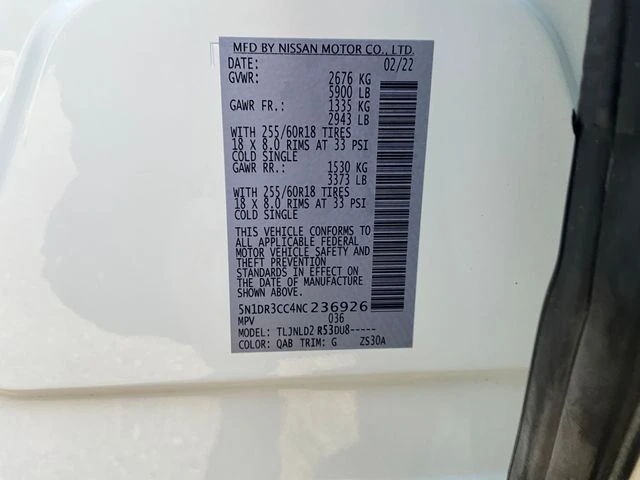 MFD BY NISSAN MOTOR CO., LTD.
DATE: 02/22
GVWR: 2676 KG
5900 LB
GAWR FR.: 1335 KG
2943 LB
WITH 255/60R18 TIRES
18 X 8.0 RIMS AT 33 PSI
COLD SINGLE
GAWR RR.: 1530 KG
3373 LB
WITH 255/60R18 TIRES
18 X 8.0 RIMS AT 33 PSI
COLD SINGLE
THIS VEHICLE CONFORMS TO
ALL APPLICABLE FEDERAL
MOTOR VEHICLE SAFETY AND
THEFT PREVENTION
STANDARDS IN EFFECT ON
THE DATE OF MANUFACTURE
SHOWN ABOVE.
5N1DR3CC4NC236926
MPV 036
MODEL: TLJNLD2 R53DU8-----
COLOR: QAB TRIM: G ZS30A